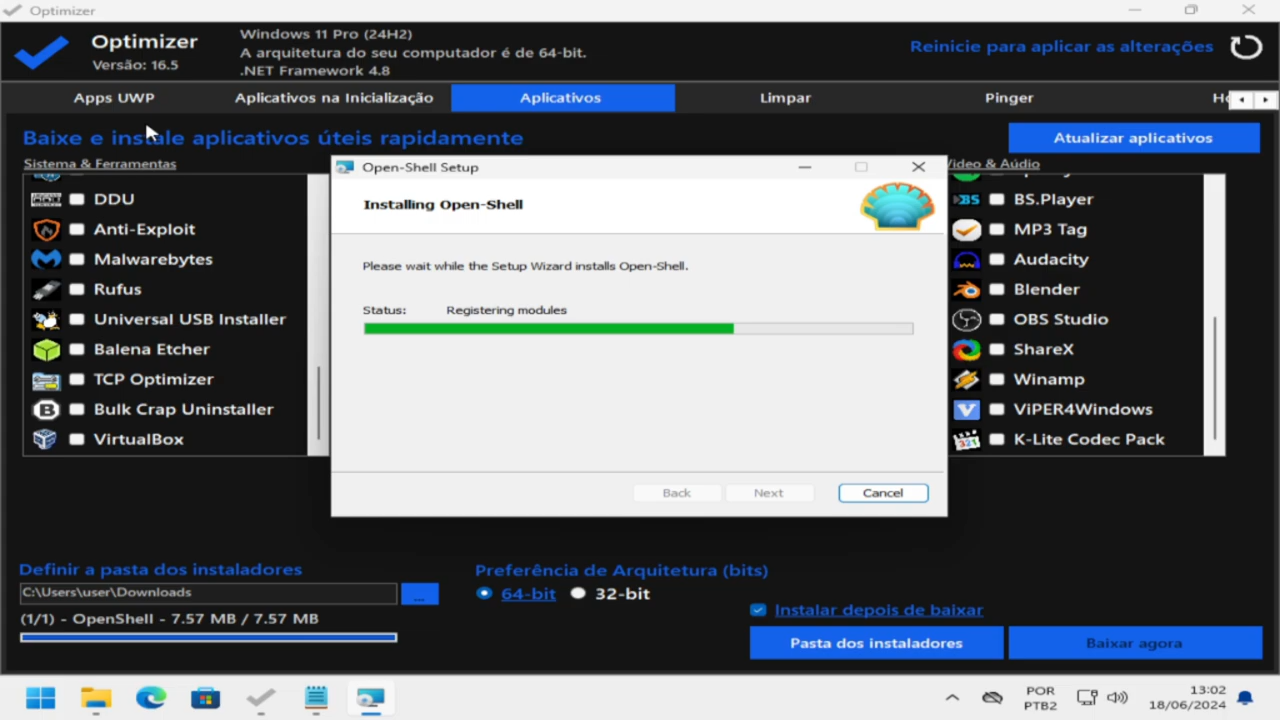 Optimizer
Optimizer
Versão: 16.5
Windows 11 Pro (24H2)
A arquitetura do seu computador é de 64-bit.
.NET Framework 4.8
Reinicie para aplicar as alterações
Apps UWP
Aplicativos na Inicialização
Aplicativos
Limpar
Pinger
Baixe e instale aplicativos úteis rapidamente
Atualizar aplicativos
Sistema & Ferramentas
DDU
Anti-Exploit
Malwarebytes
Rufus
Universal USB Installer
Balena Etcher
TCP Optimizer
Bulk Crap Uninstaller
VirtualBox
Open-Shell Setup
Installing Open-Shell
Please wait while the Setup Wizard installs Open-Shell.
Status: Registering modules
Back
Next
Cancel
Vídeo & Aúdio
BS.Player
MP3 Tag
Audacity
Blender
OBS Studio
ShareX
Winamp
ViPER4Windows
K-Lite Codec Pack
Definir a pasta dos instaladores
C:\Users\user\Downloads
...
(1/1) - OpenShell - 7.57 MB / 7.57 MB
Preferência de Arquitetura (bits)
64-bit
32-bit
Instalar depois de baixar
Pasta dos instaladores
Baixar agora
POR
PTB2
13:02
18/06/2024